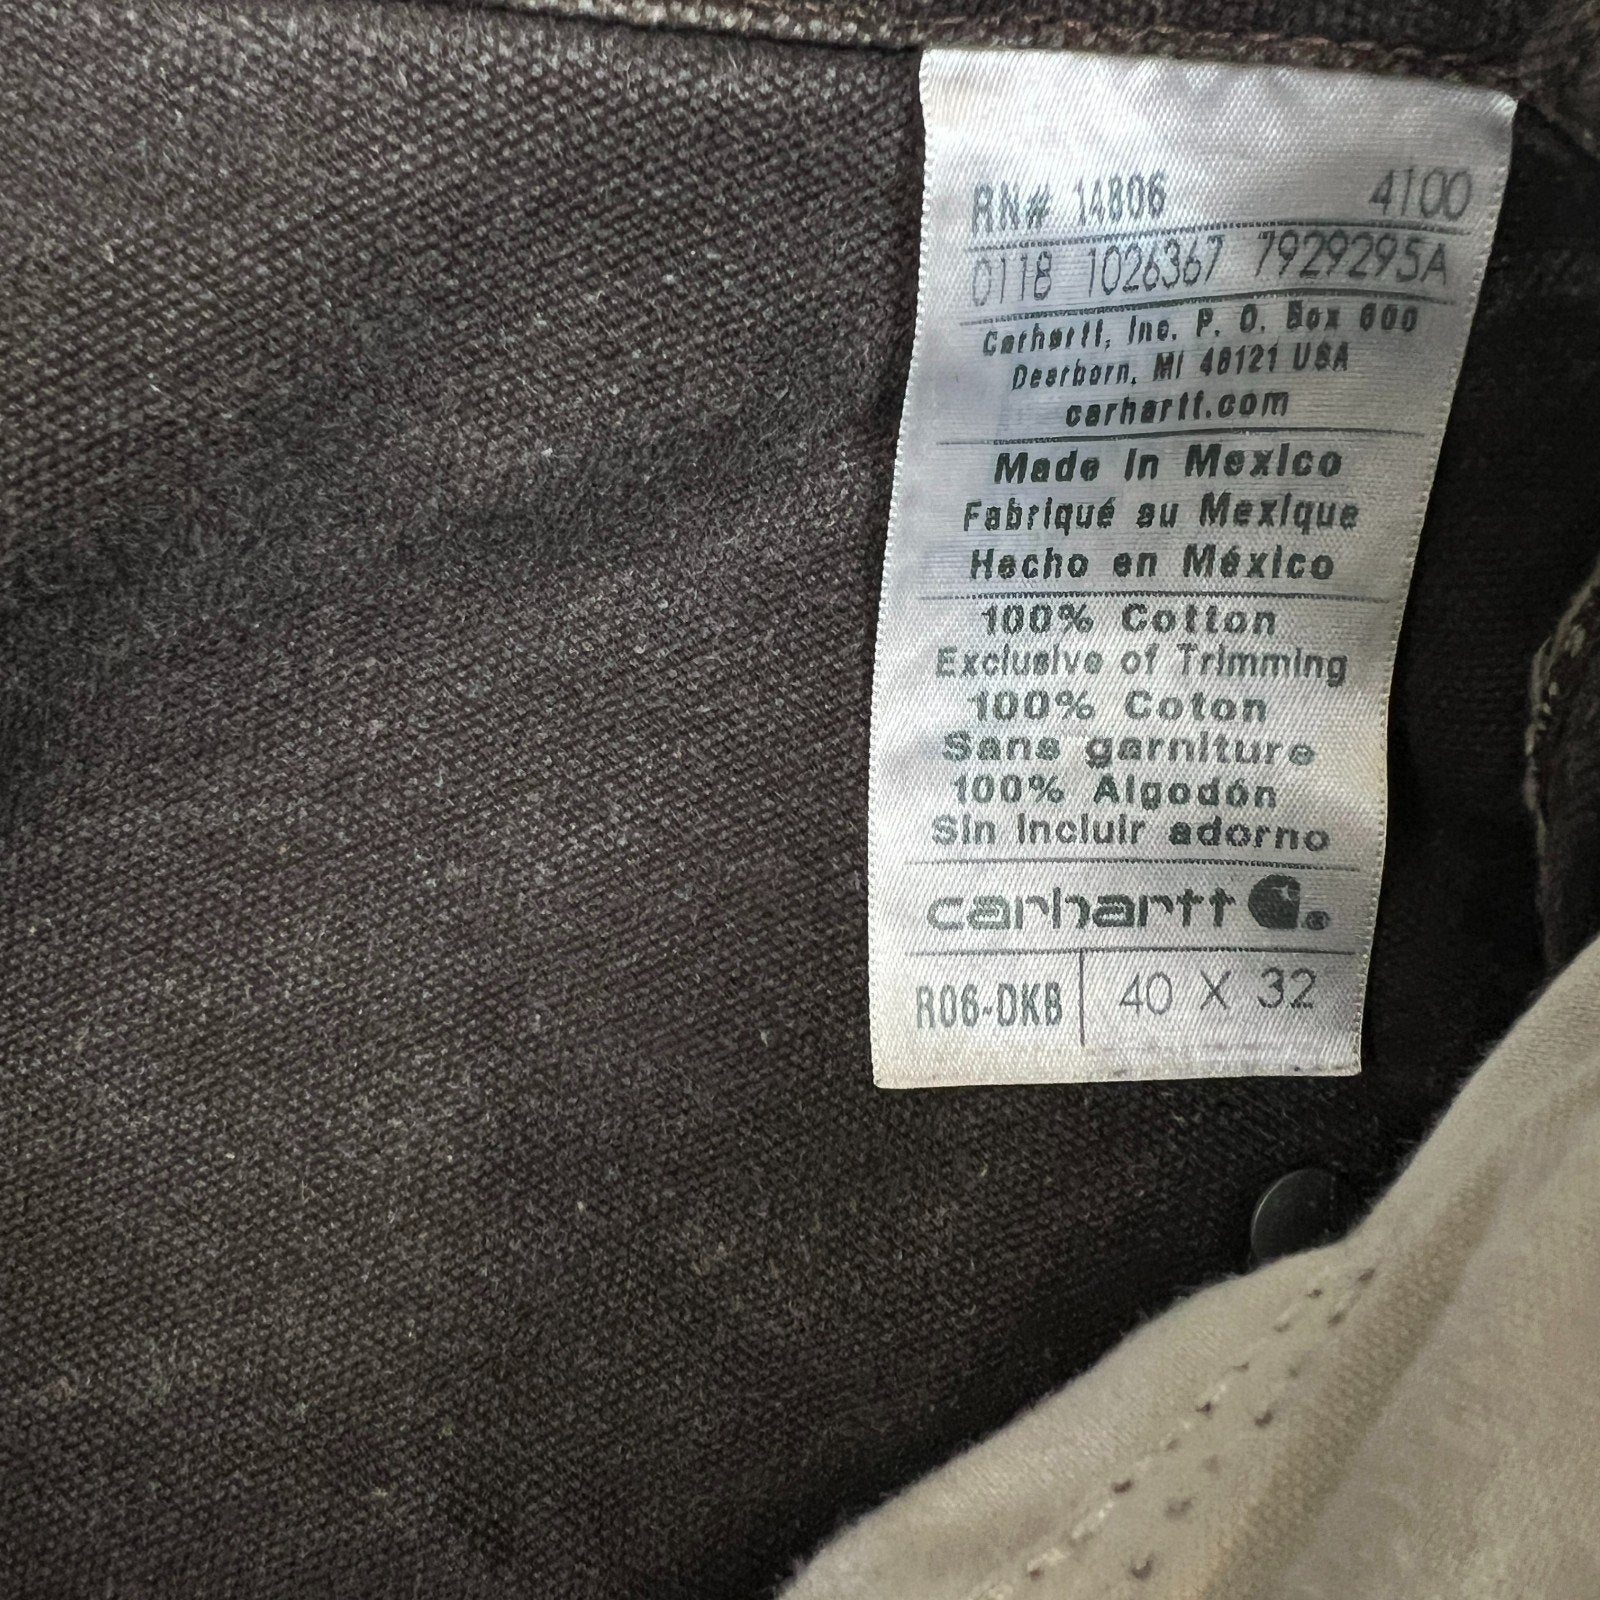 RN# 14806 4100
0118 1026367 7929295A
Carhartt, Inc. P. O. Box 600
Dearborn, MI 48121 USA
carhartt.com
Made in Mexico
Fabriqué au Mexique
Hecho en México
100% Cotton
Exclusive of Trimming
100% Coton
Sans garniture
100% Algodón
Sin Incluir adorno
carhartt®
R06-DKB 40 X 32